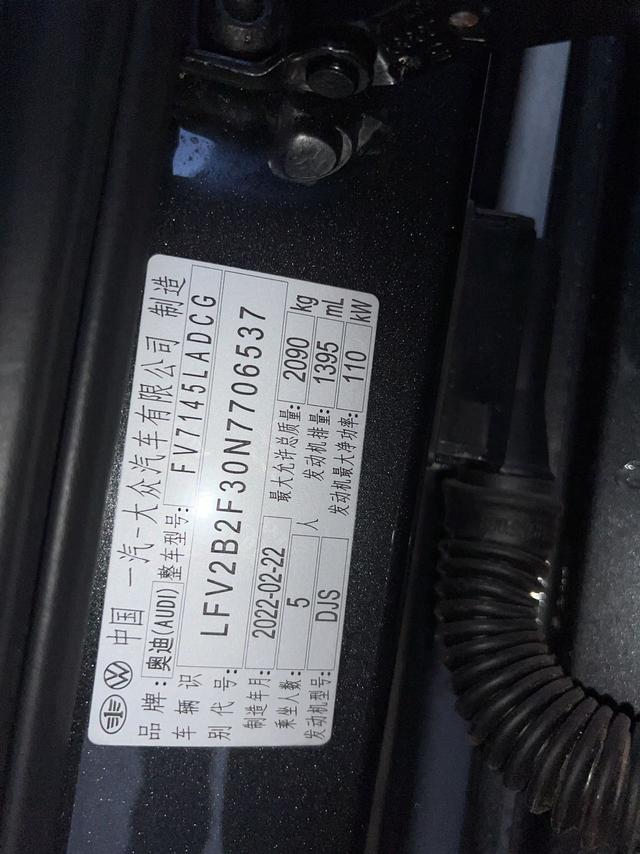 中国 一汽-大众汽车有限公司 制造
品牌: 奥迪(AUDI) 整车型号: FV7145LADCG
车辆识
别代号: LFV2B2F30N7706537
制造年月: 2022-02-22 最大允许总质量: 2090 kg
乘坐人数: 5 人 发动机排量: 1395 mL
发动机型号: DJS 发动机最大净功率: 110 kW